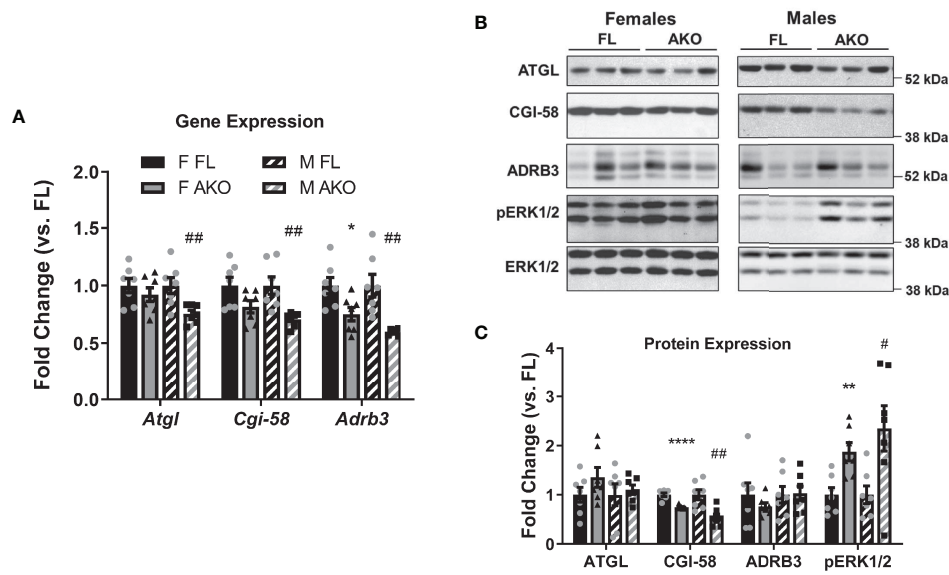 A
Gene Expression
F FL
M FL
F AKO
M AKO
Fold Change (vs. FL)
2.0
1.5
1.0
0.5
0.0
##
##
*
##
Atgl
Cgi-58
Adrb3
B
Females
Males
FL
AKO
FL
AKO
ATGL
52 kDa
CGI-58
38 kDa
ADRB3
52 kDa
pERK1/2
38 kDa
ERK1/2
38 kDa
C
Protein Expression
Fold Change (vs. FL)
4
3
2
1
0
****
##
**
#
ATGL
CGI-58
ADRB3
pERK1/2